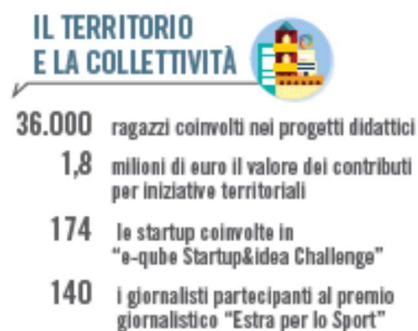 IL TERRITORIO
E LA COLLETTIVITÀ
36.000 ragazzi coinvolti nei progetti didattici
1,8 milioni di euro il valore dei contributi
per iniziative territoriali
174 le startup coinvolte in
“e-qube Startup&idea Challenge”
140 i giornalisti partecipanti al premio
giornalistico “Estra per lo Sport”